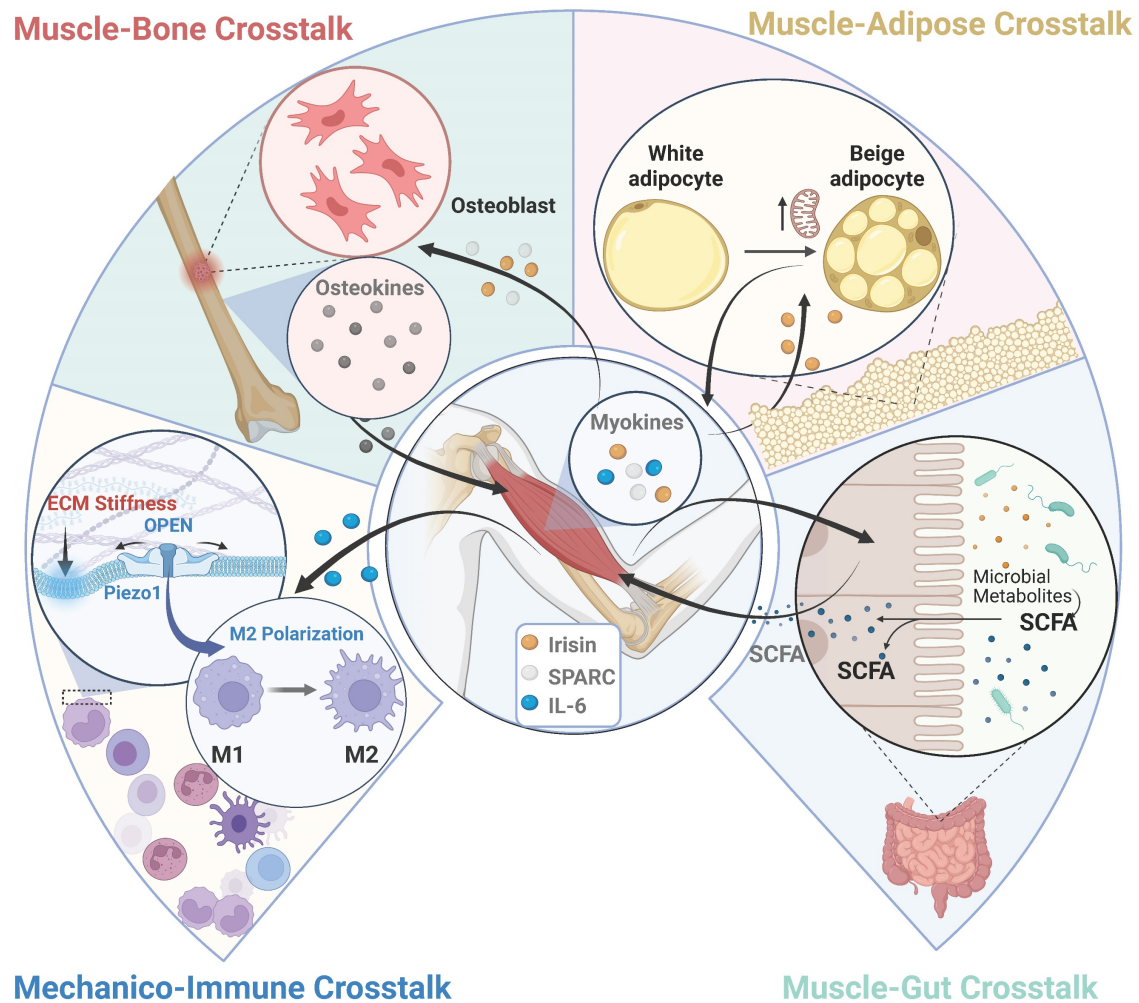 Muscle-Bone Crosstalk
Muscle-Adipose Crosstalk
White
adipocyte
Beige
adipocyte
Osteoblast
Osteokines
Myokines
ECM Stiffness
OPEN
Piezo1
M2 Polarization
M1
M2
Irisin
SPARC
IL-6
Microbial
Metabolites
SCFA
SCFA
SCFA
Mechanico-Immune Crosstalk
Muscle-Gut Crosstalk